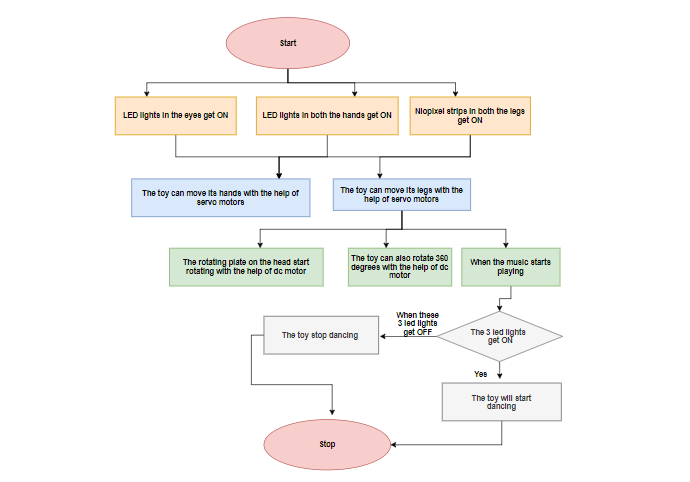 Start
LED lights in the eyes get ON
LED lights in both the hands get ON
Niopixel strips in both the legs
get ON
The toy can move its hands with the help of
servo motors
The toy can move its legs with the
help of servo motors
The rotating plate on the head start
rotating with the help of dc motor
The toy can also rotate 360
degrees with the help of dc
motor
When the music starts
playing
When these
3 led lights
get OFF
The toy stop dancing
The 3 led lights
get ON
Yes
The toy will start
dancing
Stop